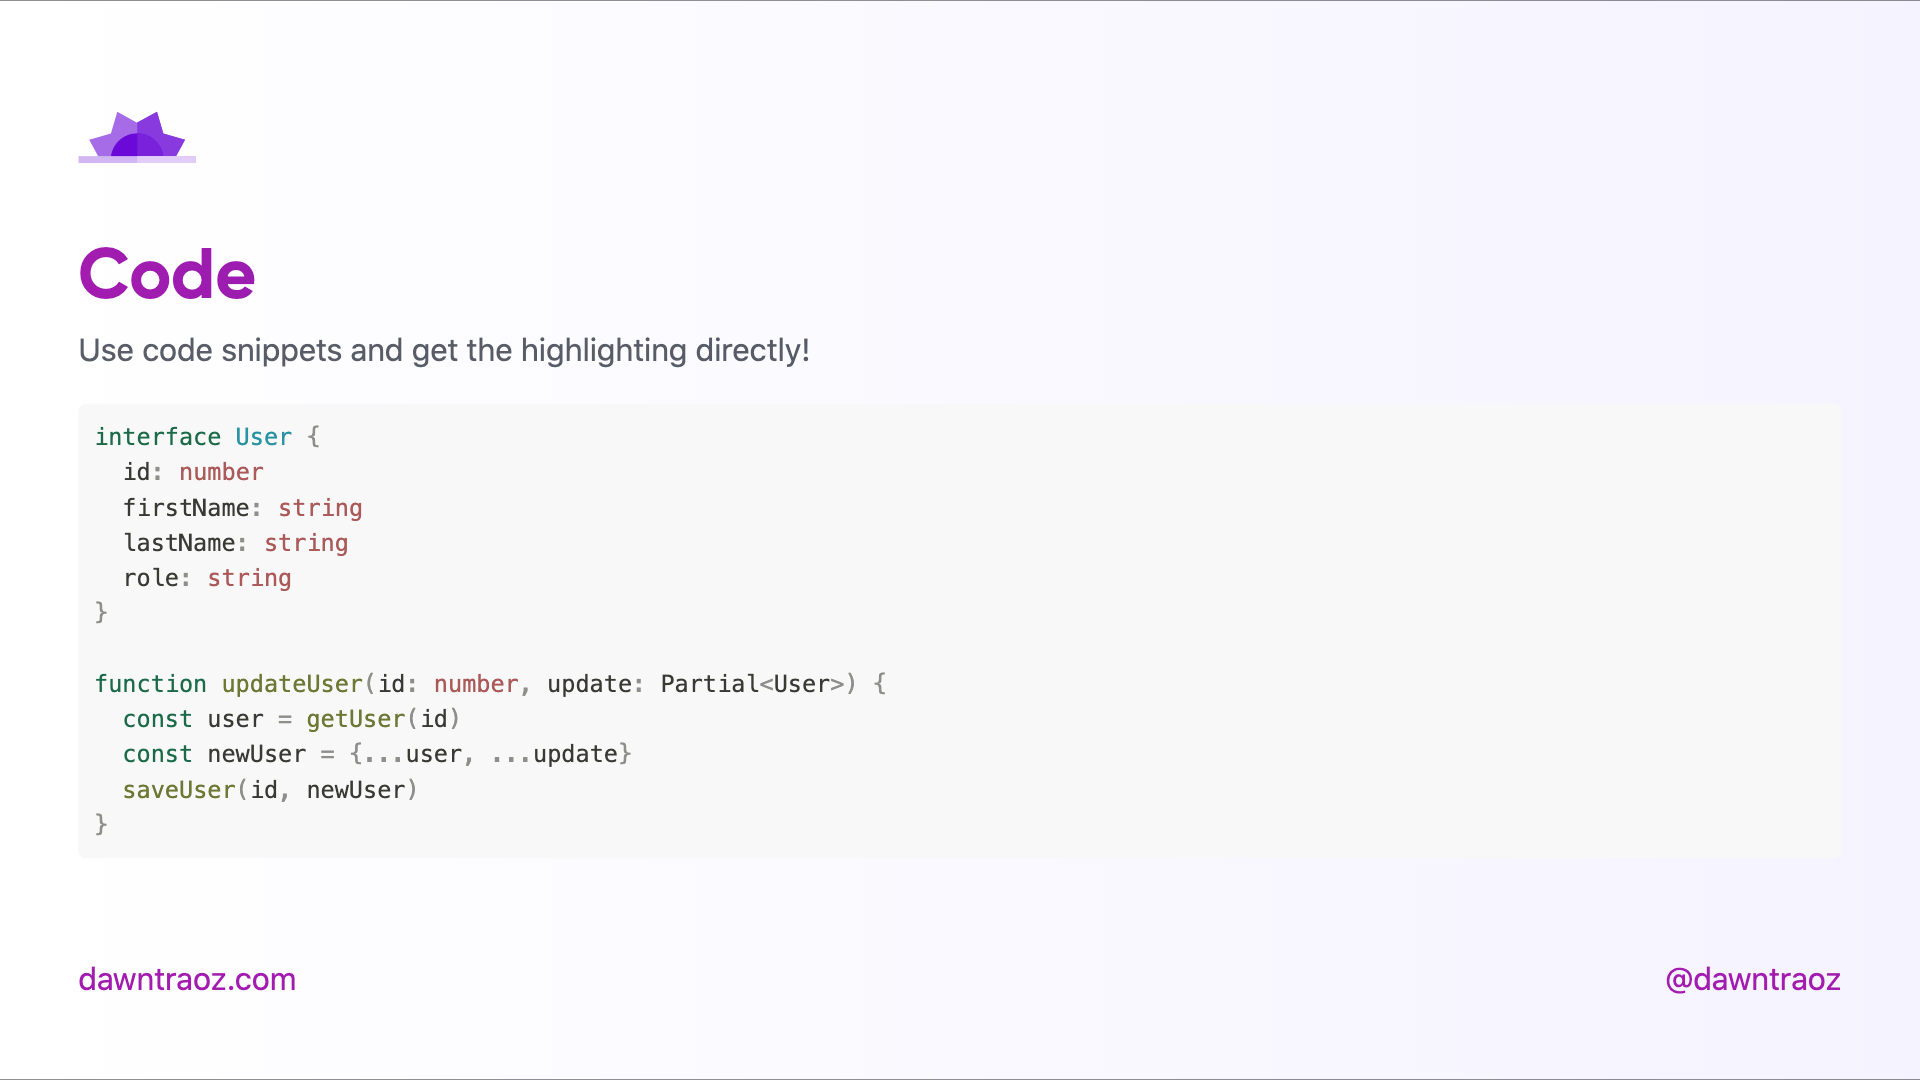 Code
Use code snippets and get the highlighting directly!
interface User {
  id: number
  firstName: string
  lastName: string
  role: string
}
function updateUser(id: number, update: Partial<User>) {
  const user = getUser(id)
  const newUser = {...user, ...update}
  saveUser(id, newUser)
}
dawntraoz.com
@dawntraoz